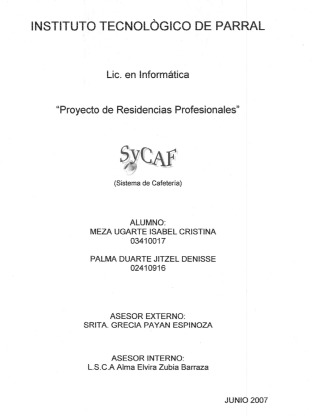 INSTITUTO TECNOLÒGICO DE PARRAL
Lic. en Informática
"Proyecto de Residencias Profesionales"
SyCAF
(Sistema de Cafetería)
ALUMNO:
MEZA UGARTE ISABEL CRISTINA
03410017
PALMA DUARTE JITZEL DENISSE
02410916
ASESOR EXTERNO:
SRITA. GRECIA PAYAN ESPINOZA
ASESOR INTERNO:
L.S.C.A Alma Elvira Zubía Barraza
JUNIO 2007